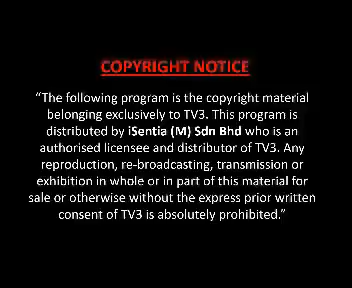 COPYRIGHT NOTICE
“The following program is the copyright material
belonging exclusively to TV3. This program is
distributed by iSentia (M) Sdn Bhd who is an
authorised licensee and distributor of TV3. Any
reproduction, re-broadcasting, transmission or
exhibition in whole or in part of this material for
sale or otherwise without the express prior written
consent of TV3 is absolutely prohibited.”